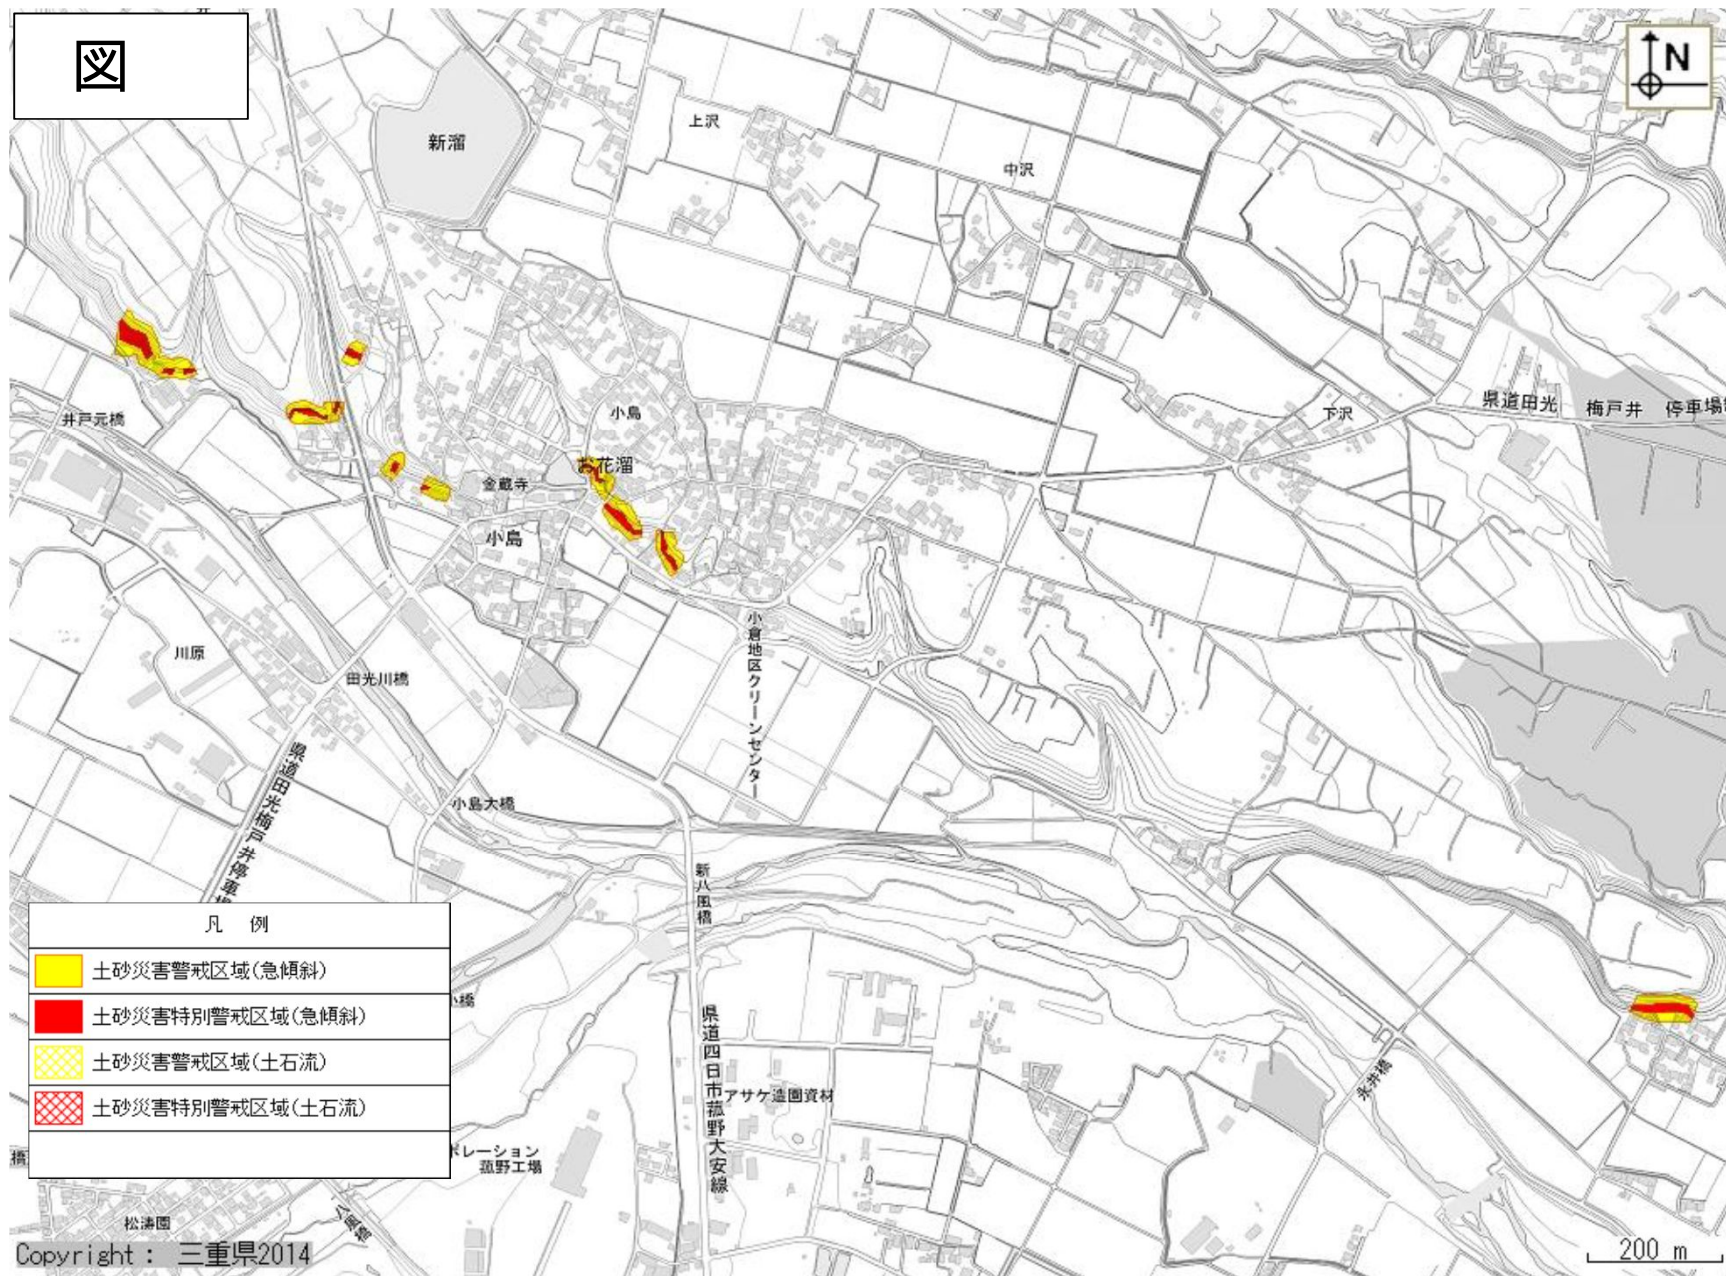 図
N
井
新溜
上沢
中沢
井戸元橋
小島
お花溜
金蔵寺
小島
下沢
県道田光
梅戸井
停車場
川原
田光川橋
小倉地区クリーンセンター
県道田光梅戸井停車場
小島大橋
新八風橋
凡 例
土砂災害警戒区域(急傾斜)
土砂災害特別警戒区域(急傾斜)
土砂災害警戒区域(土石流)
土砂災害特別警戒区域(土石流)
小橋
県道四日市菰野大安線
アサケ造園資材
永井橋
ポレーション
菰野工場
橋
松涛園
八風橋
Copyright : 三重県2014
200 m